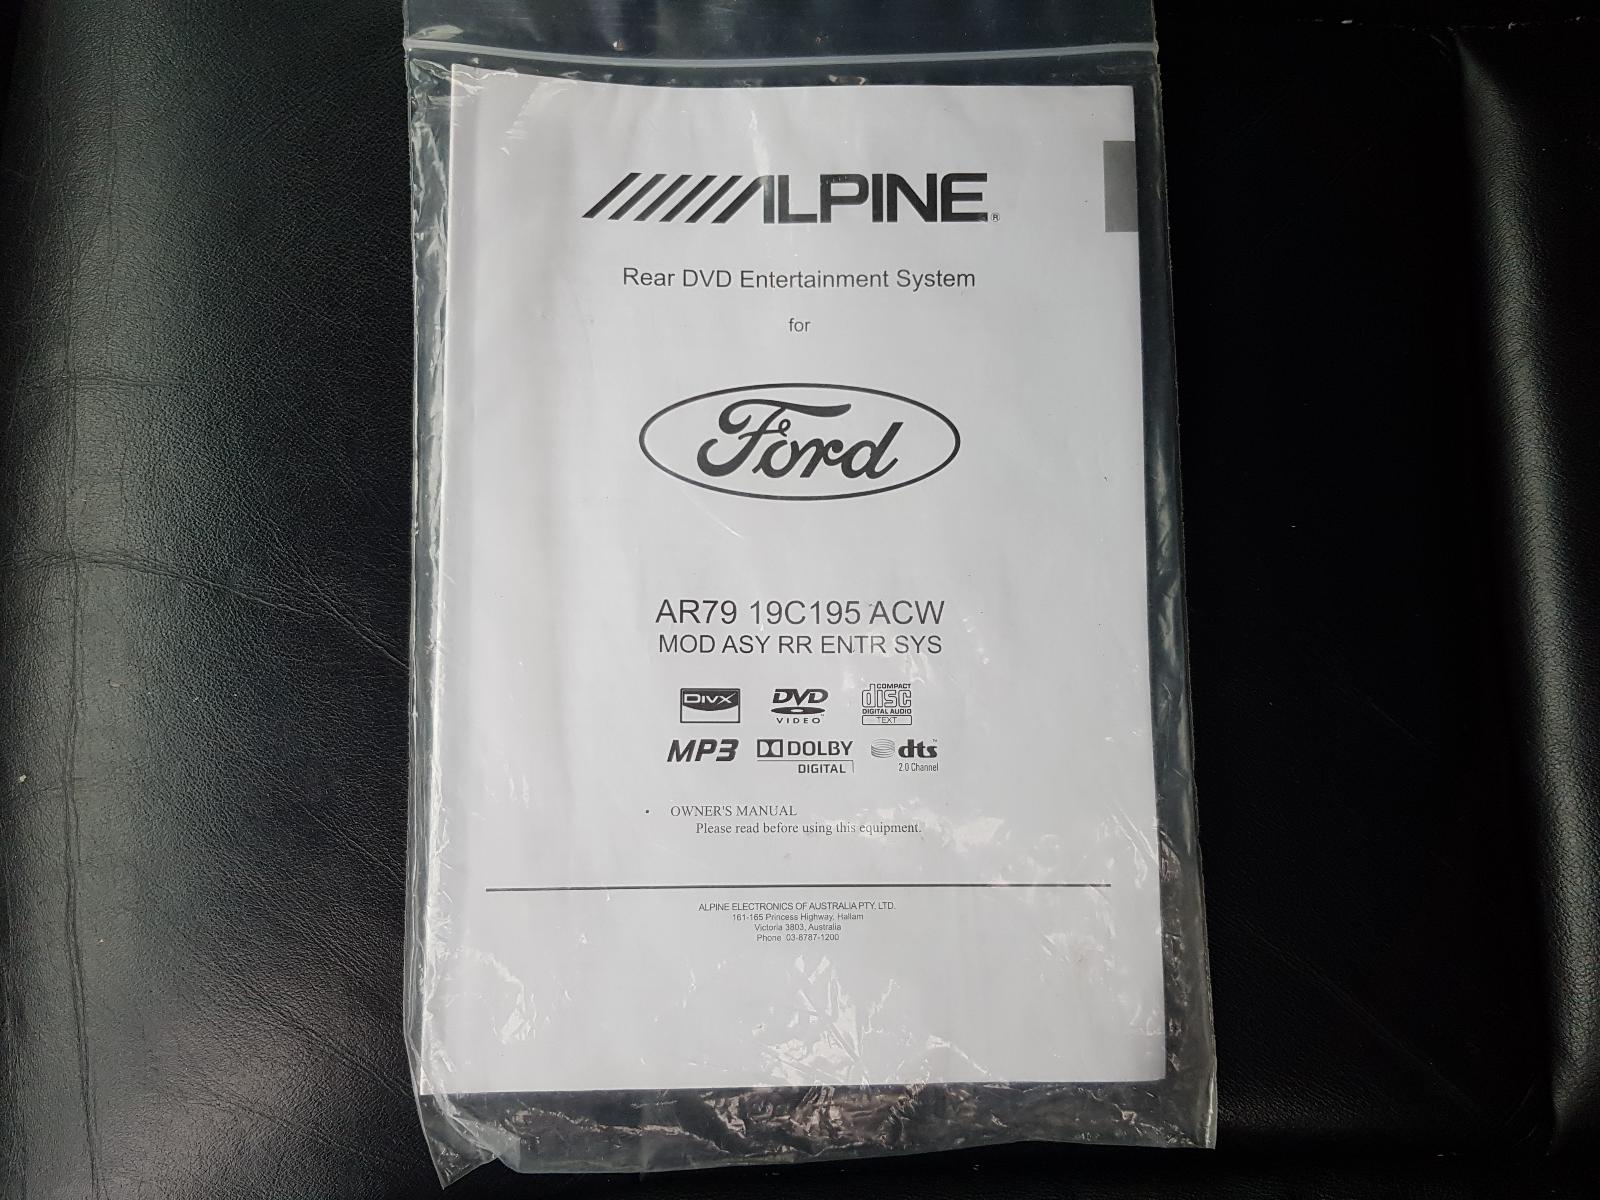 ALPINE®
Rear DVD Entertainment System
for
Ford
AR79 19C195 ACW
MOD ASY RR ENTR SYS
DIVX
DVD
VIDEO™
COMPACT
disc
DIGITAL AUDIO
TEXT
MP3
DOLBY
DIGITAL
dts™
2.0 Channel
• OWNER'S MANUAL
Please read before using this equipment.
ALPINE ELECTRONICS OF AUSTRALIA PTY. LTD.
161-165 Princess Highway, Hallam
Victoria 3803, Australia
Phone 03-8787-1200